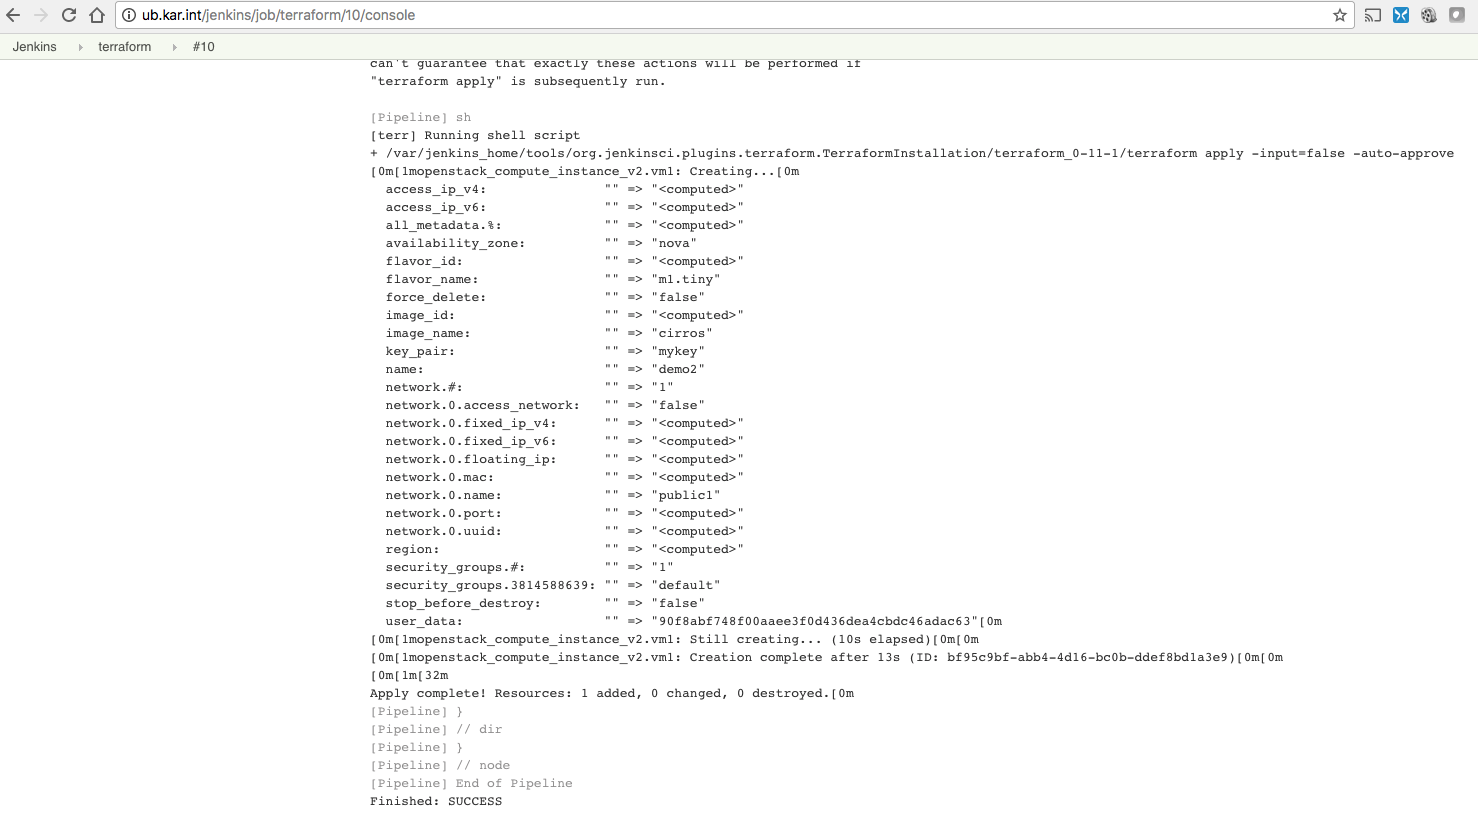 ub.kar.int/jenkins/job/terraform/10/console
Jenkins terraform #10
can't guarantee that exactly these actions will be performed if
"terraform apply" is subsequently run.
[Pipeline] sh
[terr] Running shell script
+ /var/jenkins_home/tools/org.jenkinsci.plugins.terraform.TerraformInstallation/terraform_0-11-1/terraform apply -input=false -auto-approve
[0m[1mopenstack_compute_instance_v2.vm1: Creating...[0m
access_ip_v4: "" => "<computed>"
access_ip_v6: "" => "<computed>"
all_metadata.%: "" => "<computed>"
availability_zone: "" => "nova"
flavor_id: "" => "<computed>"
flavor_name: "" => "m1.tiny"
force_delete: "" => "false"
image_id: "" => "<computed>"
image_name: "" => "cirros"
key_pair: "" => "mykey"
name: "" => "demo2"
network.#: "" => "1"
network.0.access_network: "" => "false"
network.0.fixed_ip_v4: "" => "<computed>"
network.0.fixed_ip_v6: "" => "<computed>"
network.0.floating_ip: "" => "<computed>"
network.0.mac: "" => "<computed>"
network.0.name: "" => "public1"
network.0.port: "" => "<computed>"
network.0.uuid: "" => "<computed>"
region: "" => "<computed>"
security_groups.#: "" => "1"
security_groups.3814588639: "" => "default"
stop_before_destroy: "" => "false"
user_data: "" => "90f8abf748f00aaee3f0d436dea4cbdc46adac63"[0m
[0m[1mopenstack_compute_instance_v2.vm1: Still creating... (10s elapsed)[0m[0m
[0m[1mopenstack_compute_instance_v2.vm1: Creation complete after 13s (ID: bf95c9bf-abb4-4d16-bc0b-ddef8bd1a3e9)[0m[0m
[0m[1m[32m
Apply complete! Resources: 1 added, 0 changed, 0 destroyed.[0m
[Pipeline] }
[Pipeline] // dir
[Pipeline] }
[Pipeline] // node
[Pipeline] End of Pipeline
Finished: SUCCESS